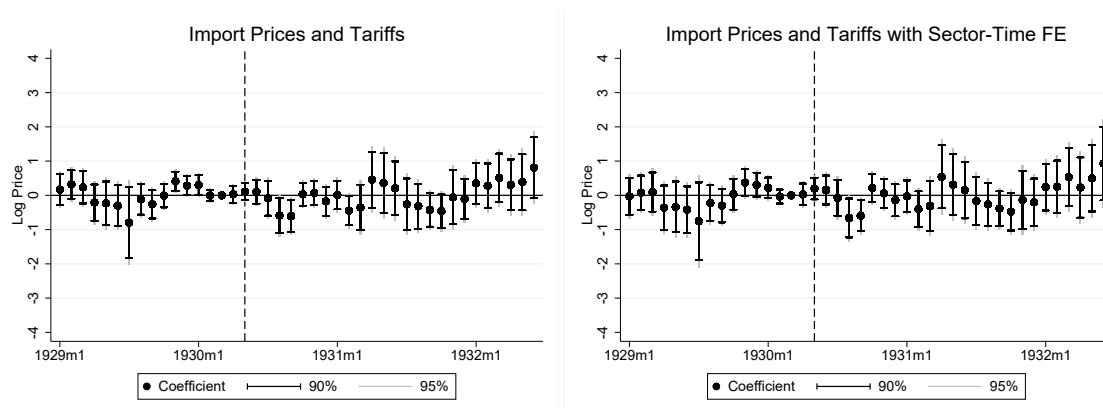 Import Prices and Tariffs
Log Price
4
3
2
1
0
-1
-2
-3
-4
1929m1 1930m1 1931m1 1932m1
Coefficient 90% 95%
Import Prices and Tariffs with Sector-Time FE
Log Price
4
3
2
1
0
-1
-2
-3
-4
1929m1 1930m1 1931m1 1932m1
Coefficient 90% 95%